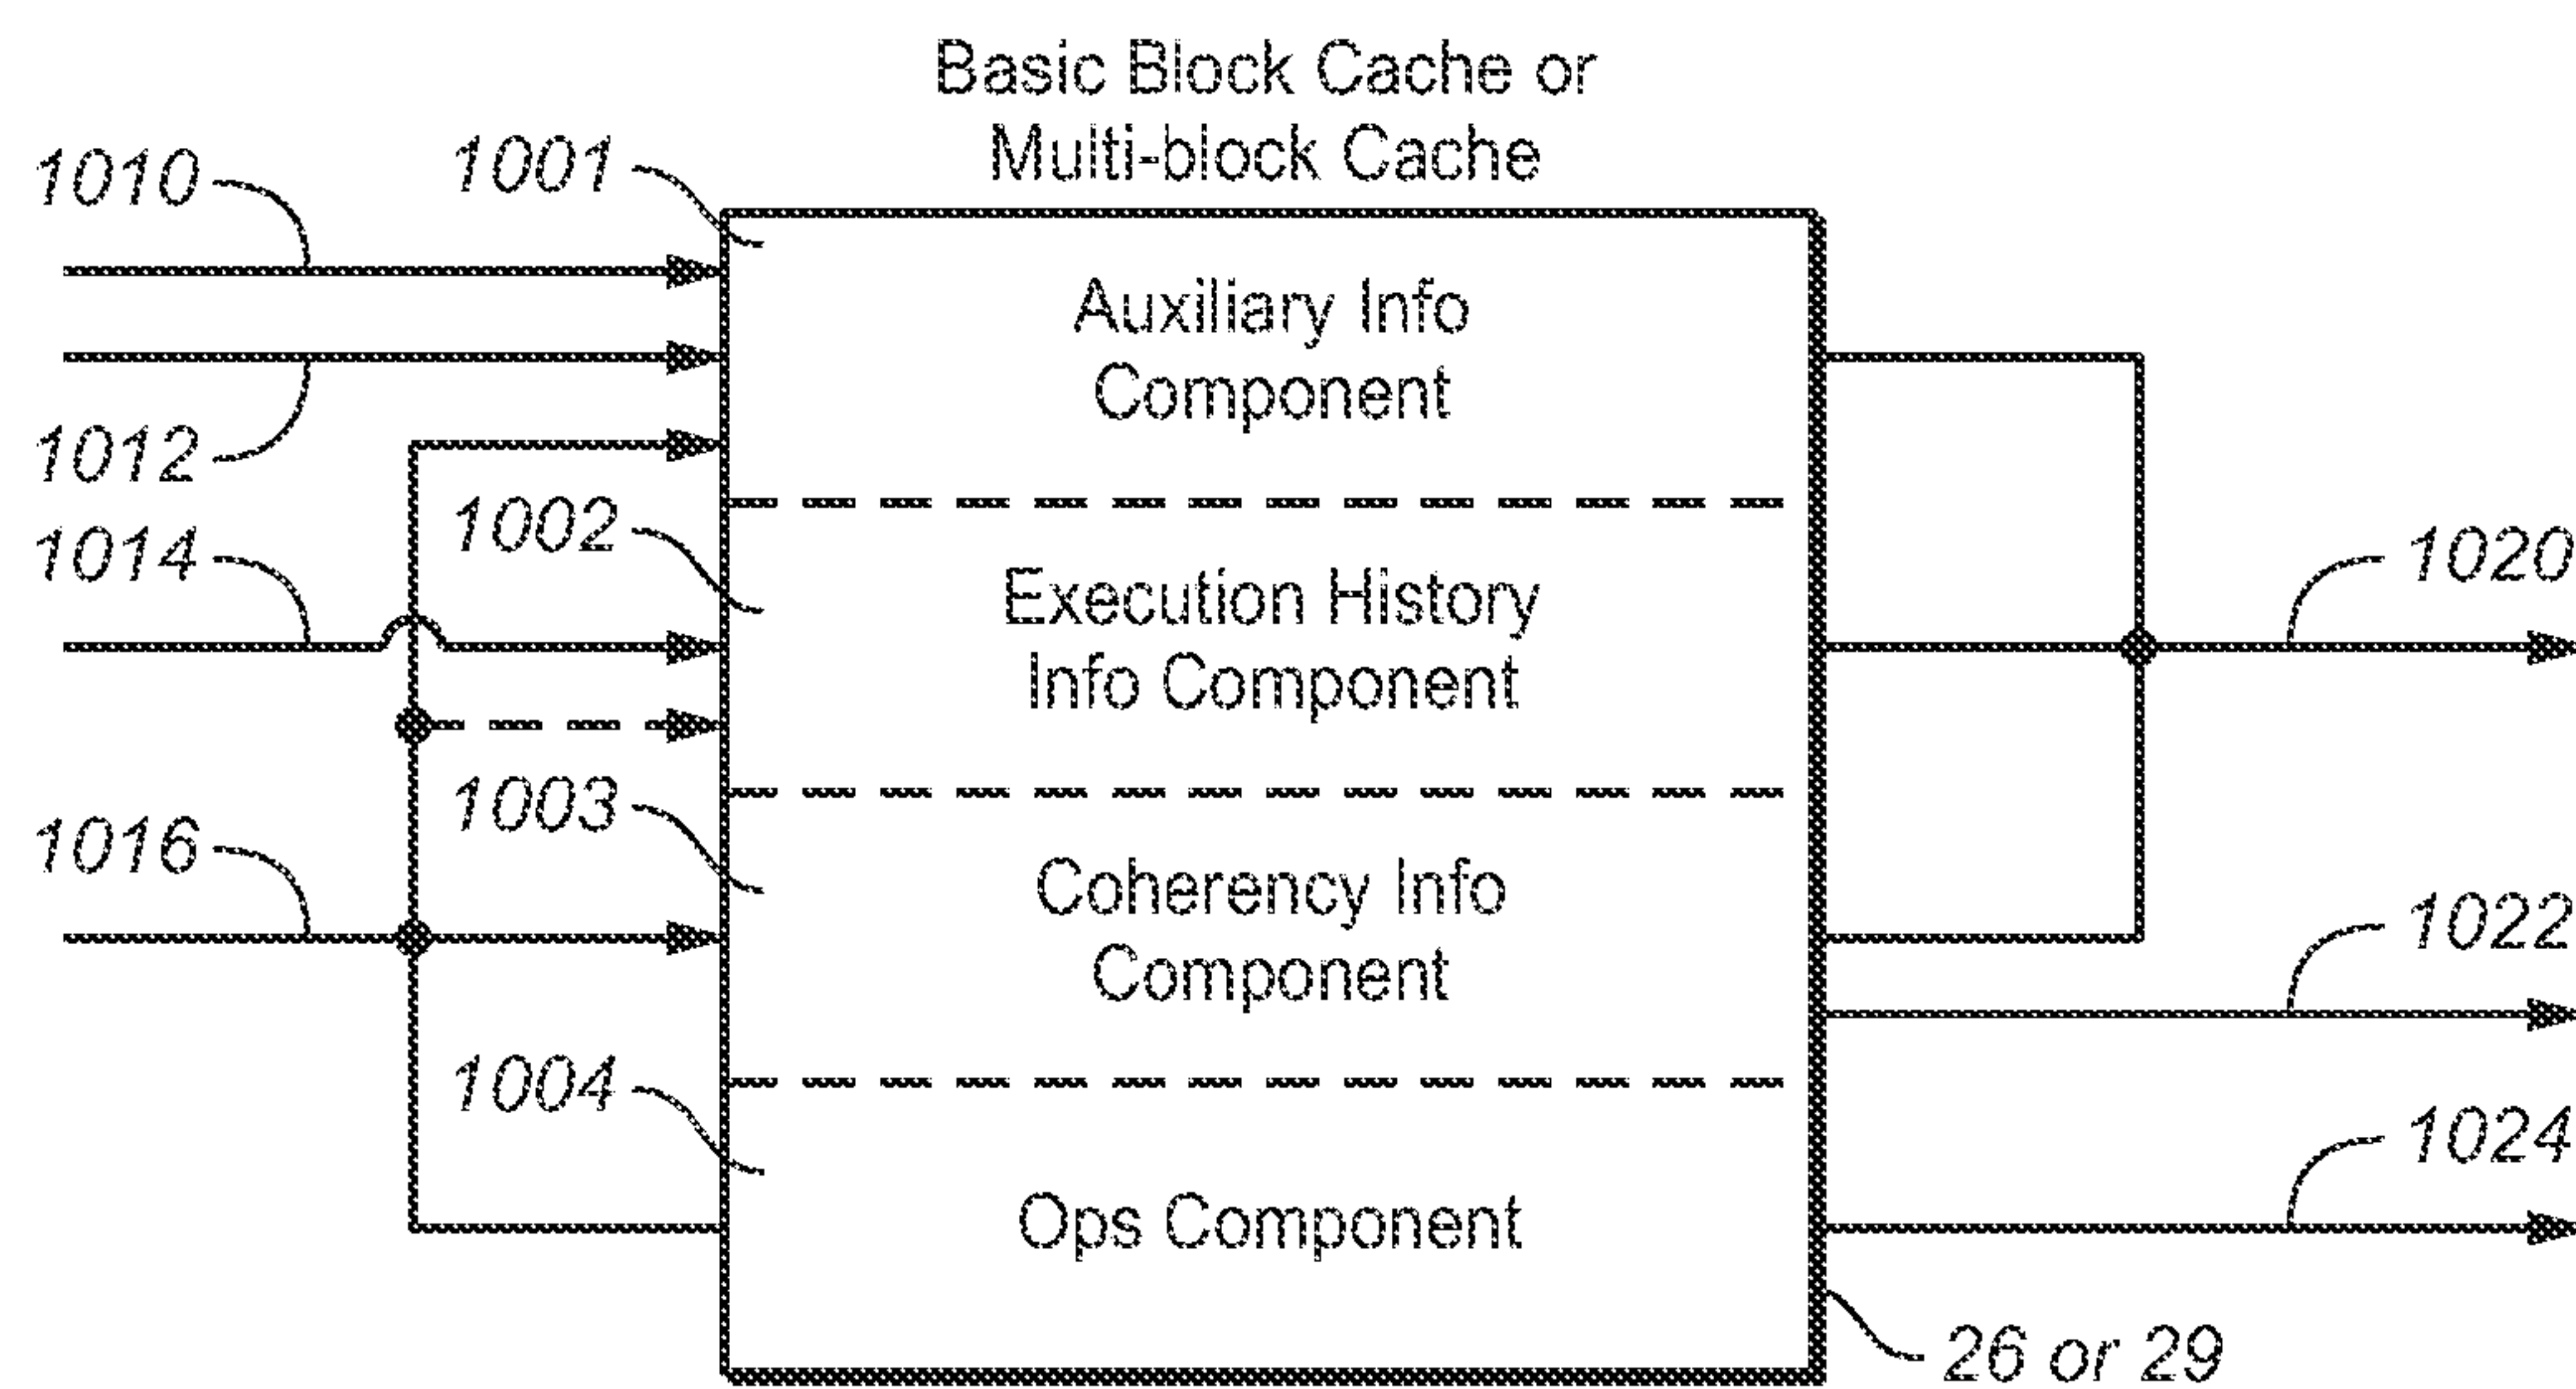 Basic Block Cache or
Multi-block Cache
1010
1001
1012
Auxiliary Info
Component
1014
1002
Execution History
Info Component
1020
1016
1003
Coherency Info
Component
1022
1004
Ops Component
1024
26 or 29